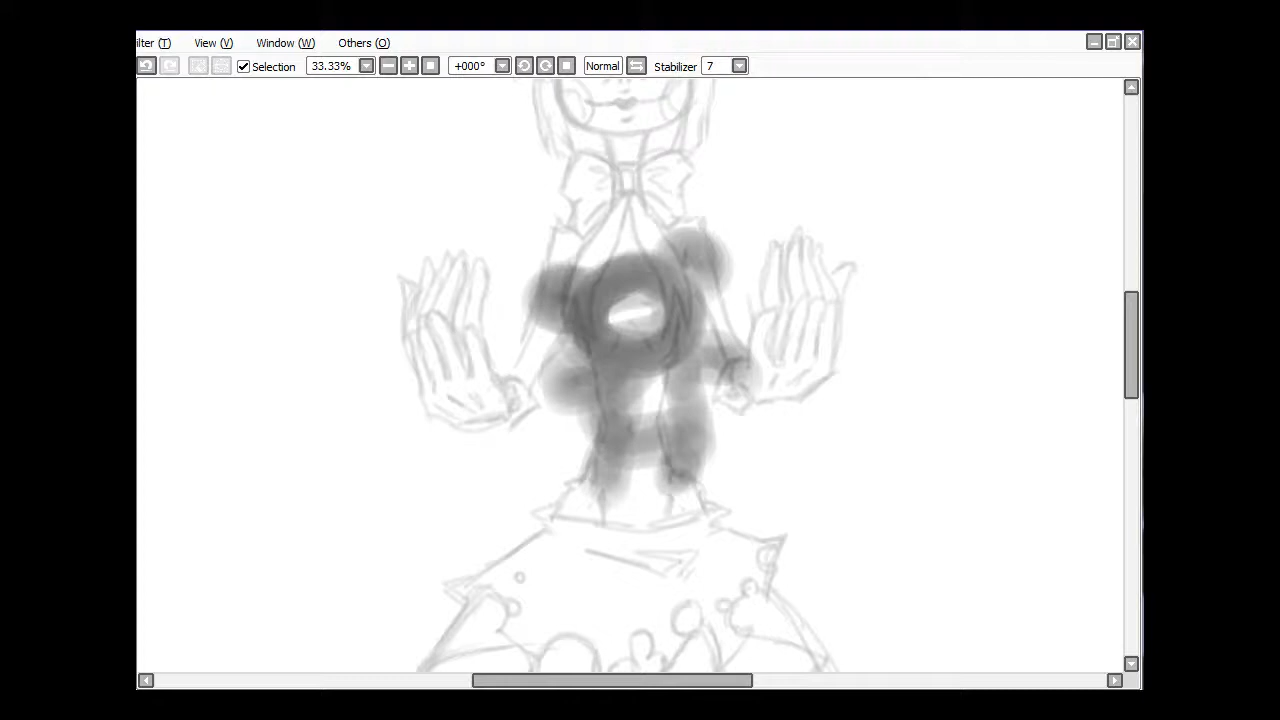 ilter (T) View (V) Window (W) Others (O)
Selection 33.33% +000° Normal Stabilizer 7